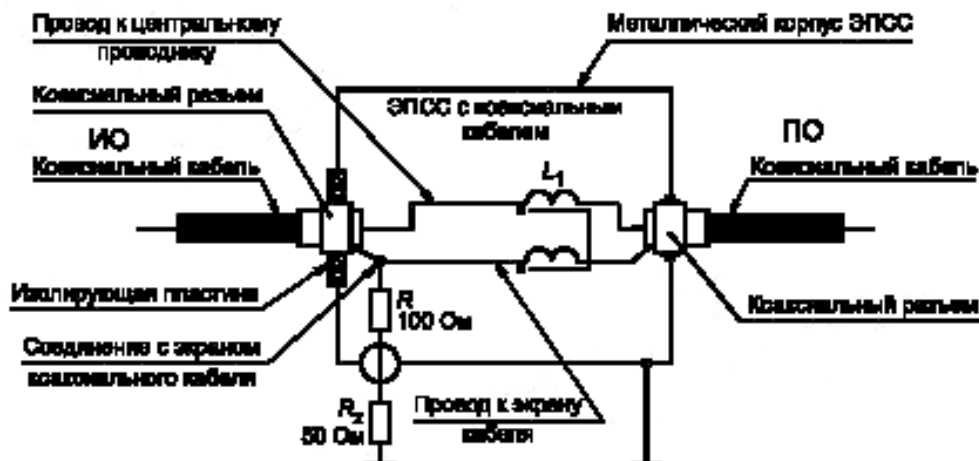 Провод к центральному
проводнику
Металлический корпус ЭПСС
Коаксиальный разъем
ЭПСС с коаксиальным
кабелем
ИО
ПО
Коаксиальный кабель
L1
Коаксиальный кабель
Изолирующая пластина
R
100 Ом
Коаксиальный разъем
Соединение с экраном
коаксиального кабеля
Провод к экрану
кабеля
50 Ом